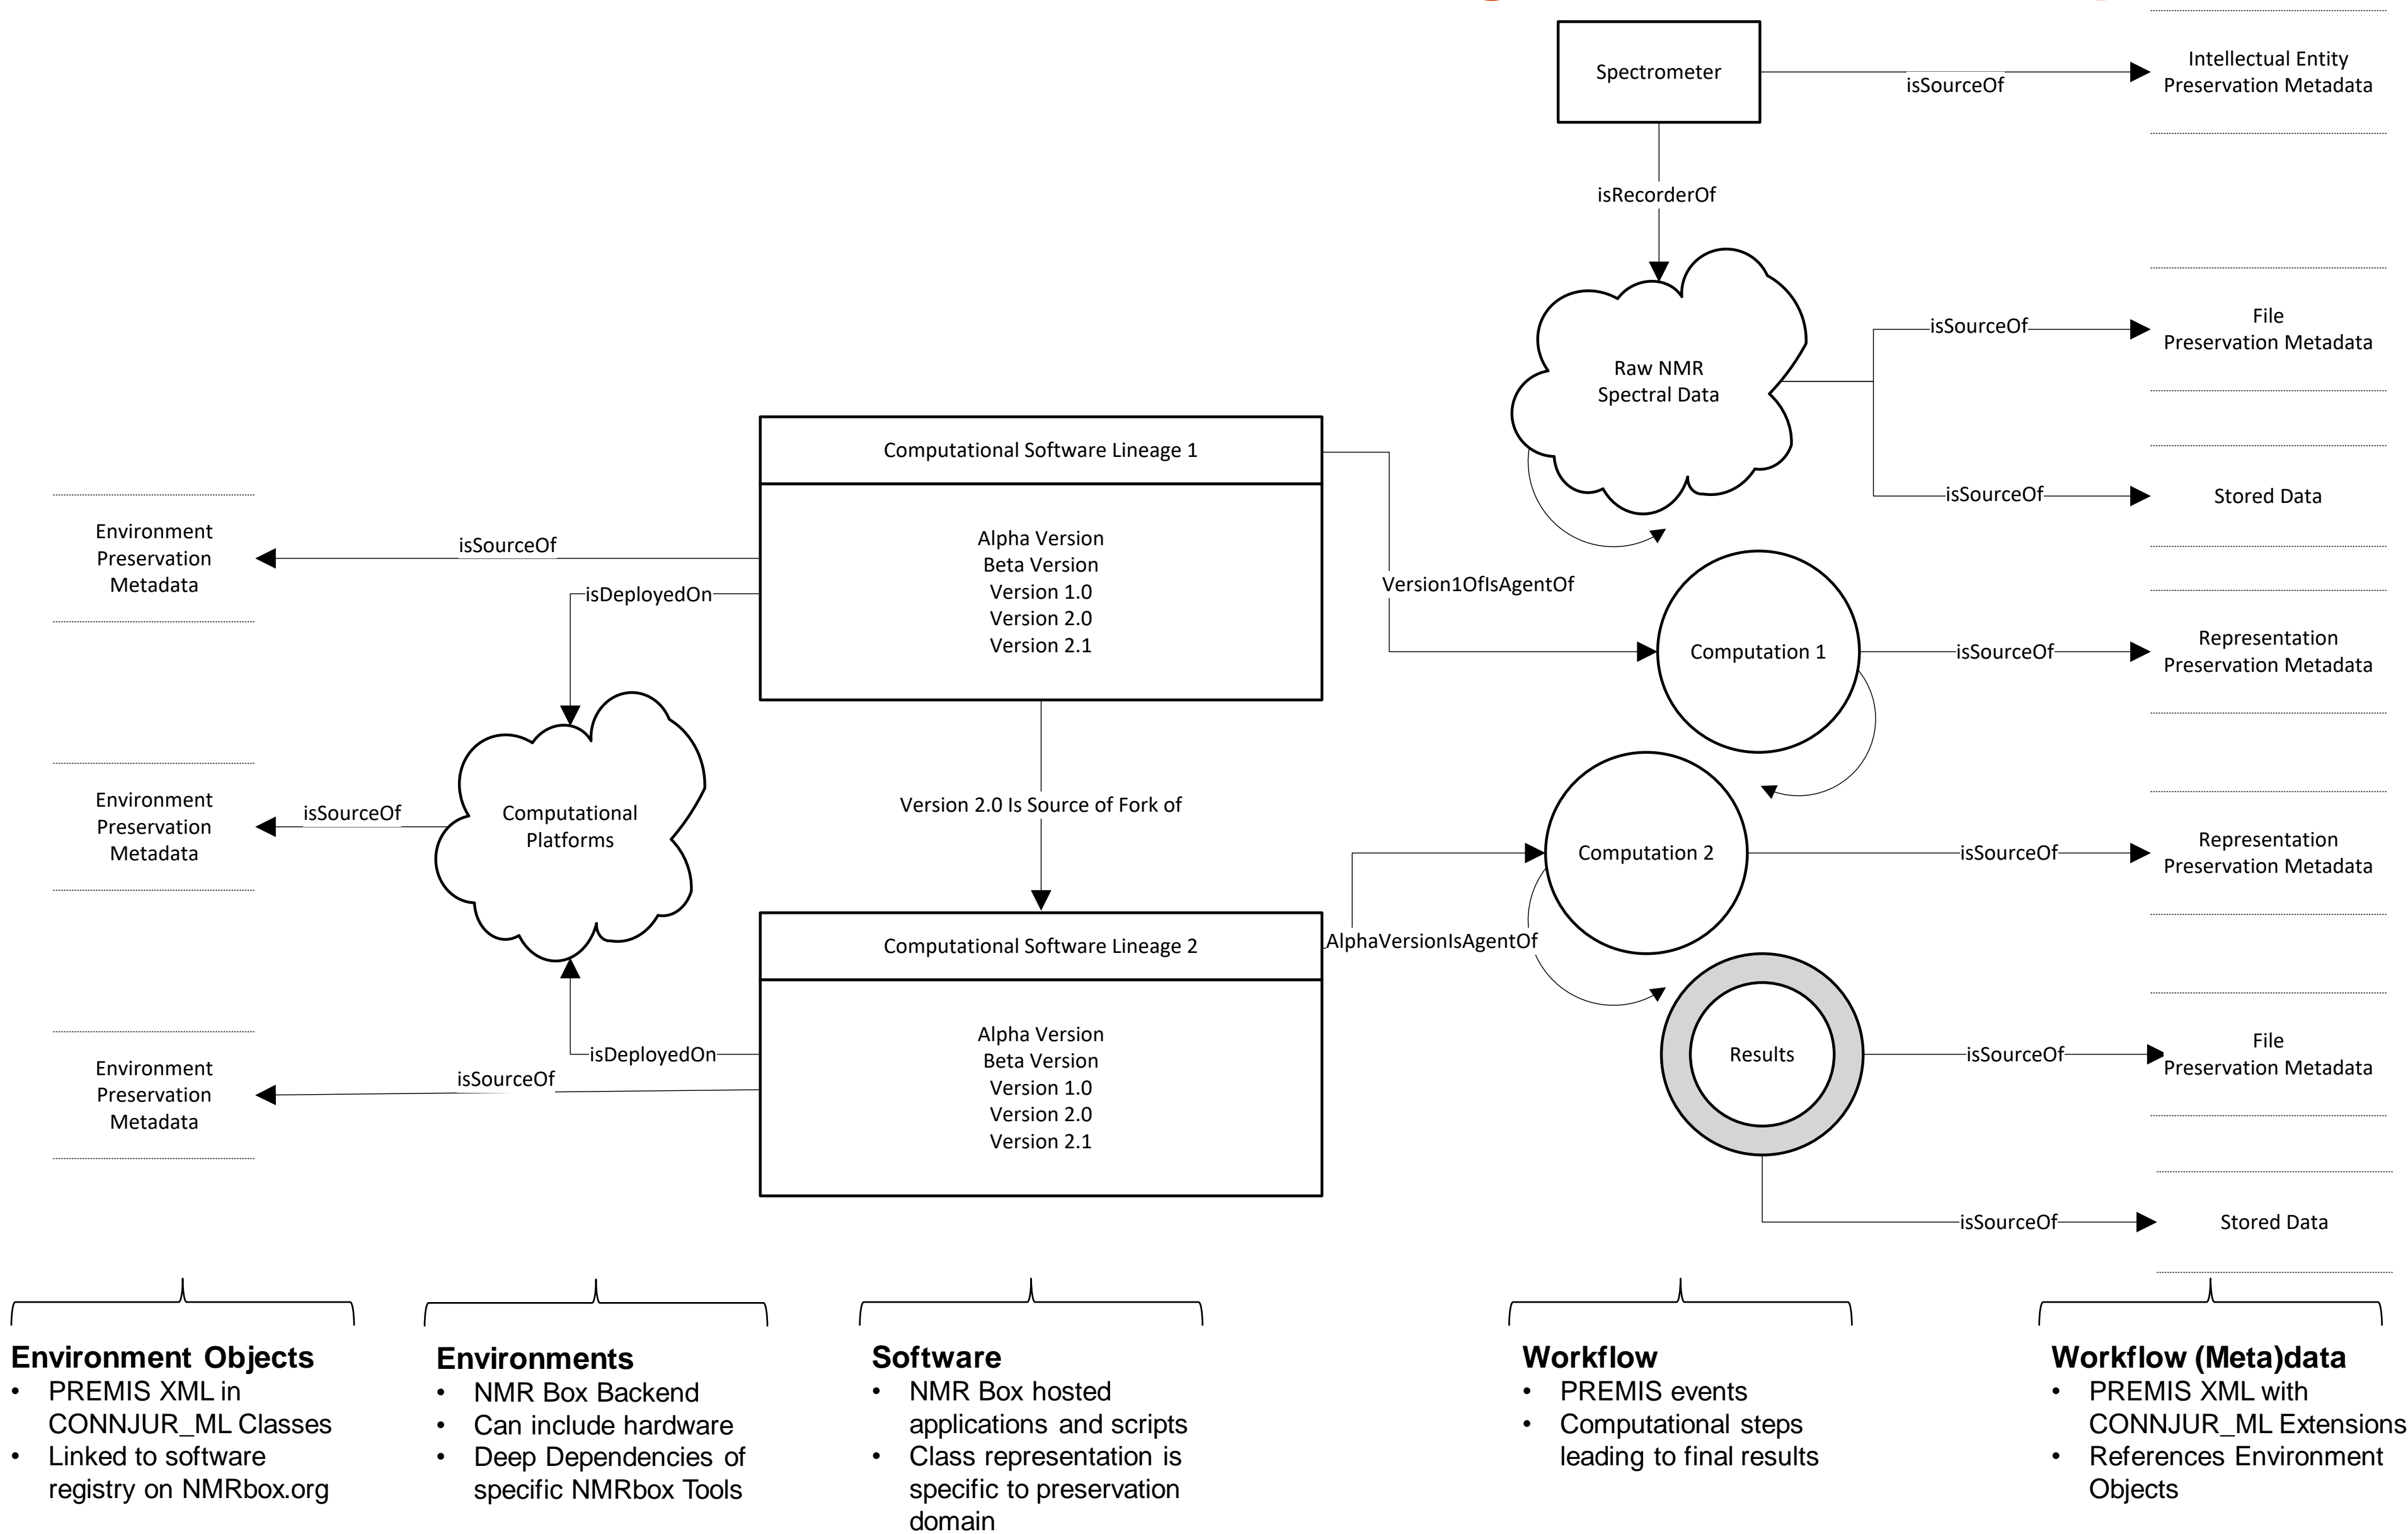 Spectrometer
isSourceOf
Intellectual Entity
Preservation Metadata
isRecorderOf
Raw NMR
Spectral Data
isSourceOf
File
Preservation Metadata
isSourceOf
Stored Data
Computational Software Lineage 1
Alpha Version
Beta Version
Version 1.0
Version 2.0
Version 2.1
Environment
Preservation
Metadata
isSourceOf
isDeployedOn
Version1OfIsAgentOf
Computation 1
isSourceOf
Representation
Preservation Metadata
Environment
Preservation
Metadata
isSourceOf
Computational
Platforms
Version 2.0 Is Source of Fork of
Computation 2
isSourceOf
Representation
Preservation Metadata
Computational Software Lineage 2
AlphaVersionIsAgentOf
Alpha Version
Beta Version
Version 1.0
Version 2.0
Version 2.1
isDeployedOn
isSourceOf
Environment
Preservation
Metadata
Results
isSourceOf
File
Preservation Metadata
isSourceOf
Stored Data
Environment Objects
• PREMIS XML in
CONNJUR_ML Classes
• Linked to software
registry on NMRbox.org
Environments
• NMR Box Backend
• Can include hardware
• Deep Dependencies of
specific NMRbox Tools
Software
• NMR Box hosted
applications and scripts
• Class representation is
specific to preservation
domain
Workflow
• PREMIS events
• Computational steps
leading to final results
Workflow (Meta)data
• PREMIS XML with
CONNJUR_ML Extensions
• References Environment
Objects